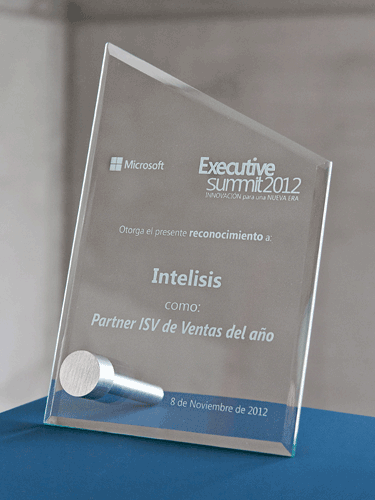 Microsoft
Executive
summit2012
INNOVACIÓN para una NUEVA ERA
Otorga el presente reconocimiento a:
Intelisis
como:
Partner ISV de Ventas del año
8 de Noviembre de 2012